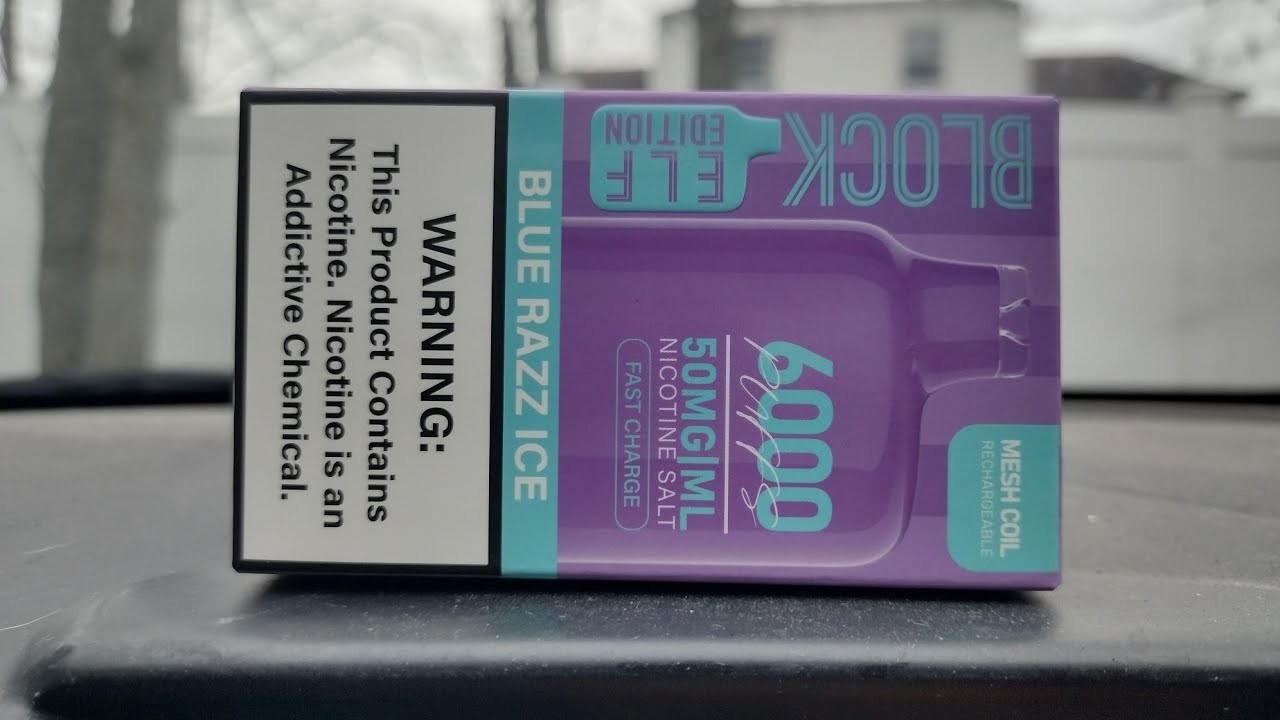 BLOCK
ELF
EDITION
MESH COIL
RECHARGEABLE
6000
puffs
50MG|ML
NICOTINE SALT
FAST CHARGE
BLUE RAZZ ICE
WARNING:
This Product Contains
Nicotine. Nicotine is an
Addictive Chemical.